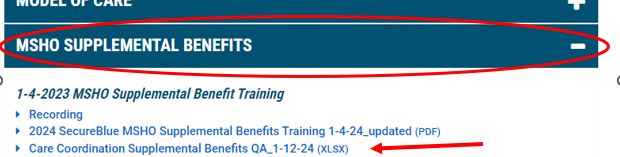 MODEL OF CARE
MSHO SUPPLEMENTAL BENEFITS
1-4-2023 MSHO Supplemental Benefit Training
Recording
2024 SecureBlue MSHO Supplemental Benefits Training 1-4-24_updated (PDF)
Care Coordination Supplemental Benefits QA_1-12-24 (XLSX)